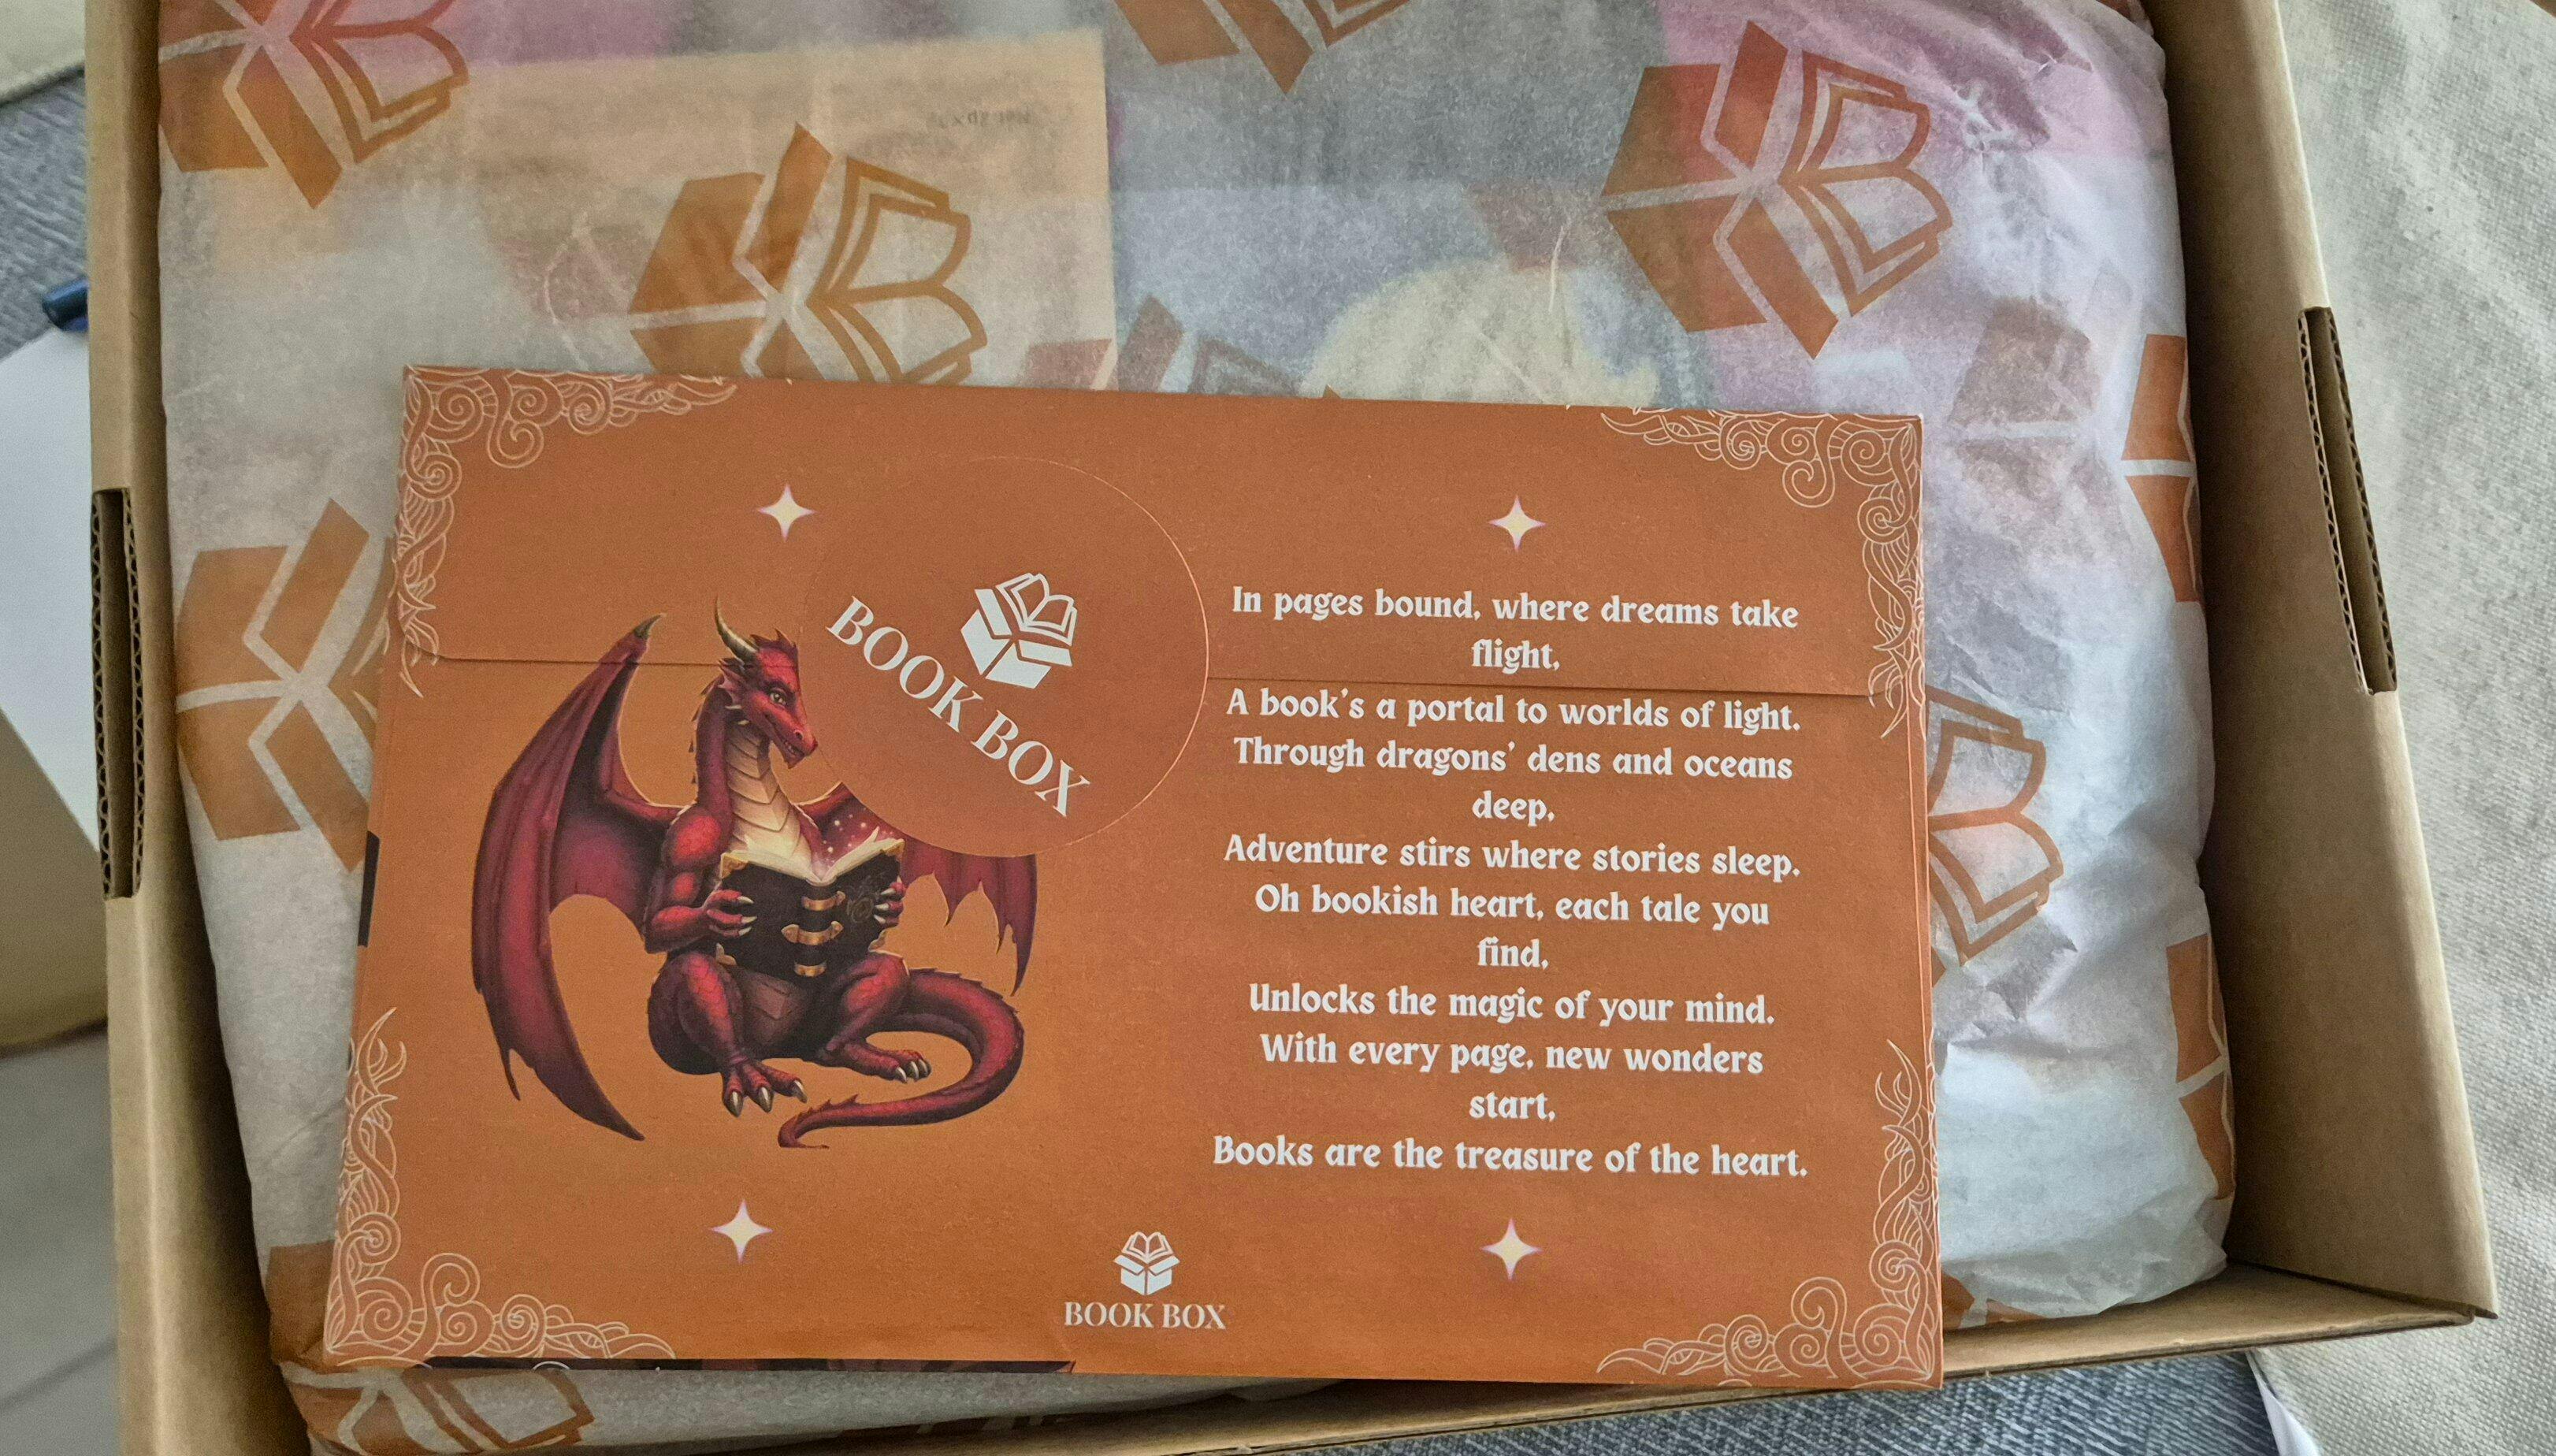 BOOK BOX
In pages bound, where dreams take
flight,
A book's a portal to worlds of light.
Through dragons' dens and oceans
deep,
Adventure stirs where stories sleep.
Oh bookish heart, each tale you
find,
Unlocks the magic of your mind.
With every page, new wonders
start,
Books are the treasure of the heart.
BOOK BOX